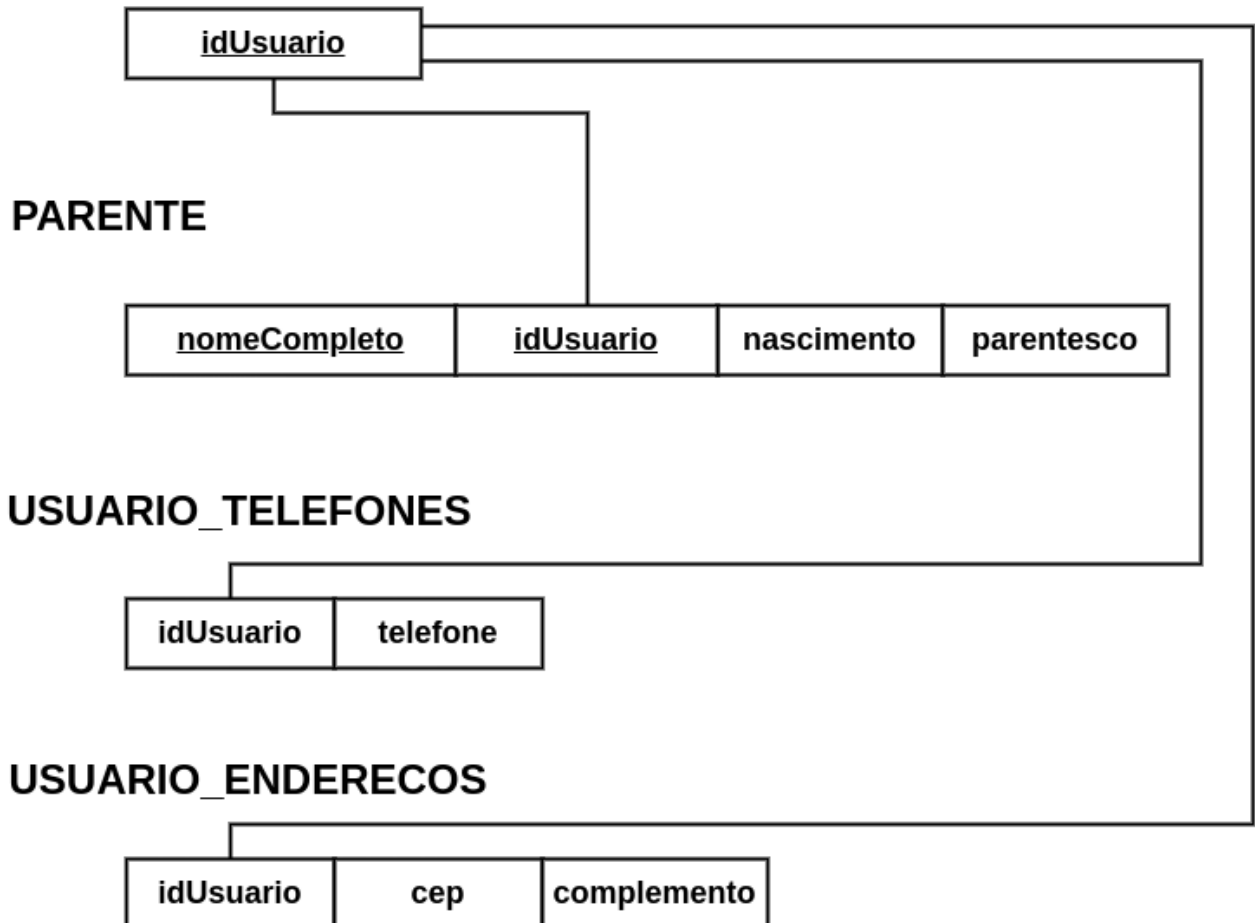 idUsuario
PARENTE
nomeCompleto idUsuario nascimento parentesco
USUARIO_TELEFONES
idUsuario telefone
USUARIO_ENDERECOS
idUsuario cep complemento